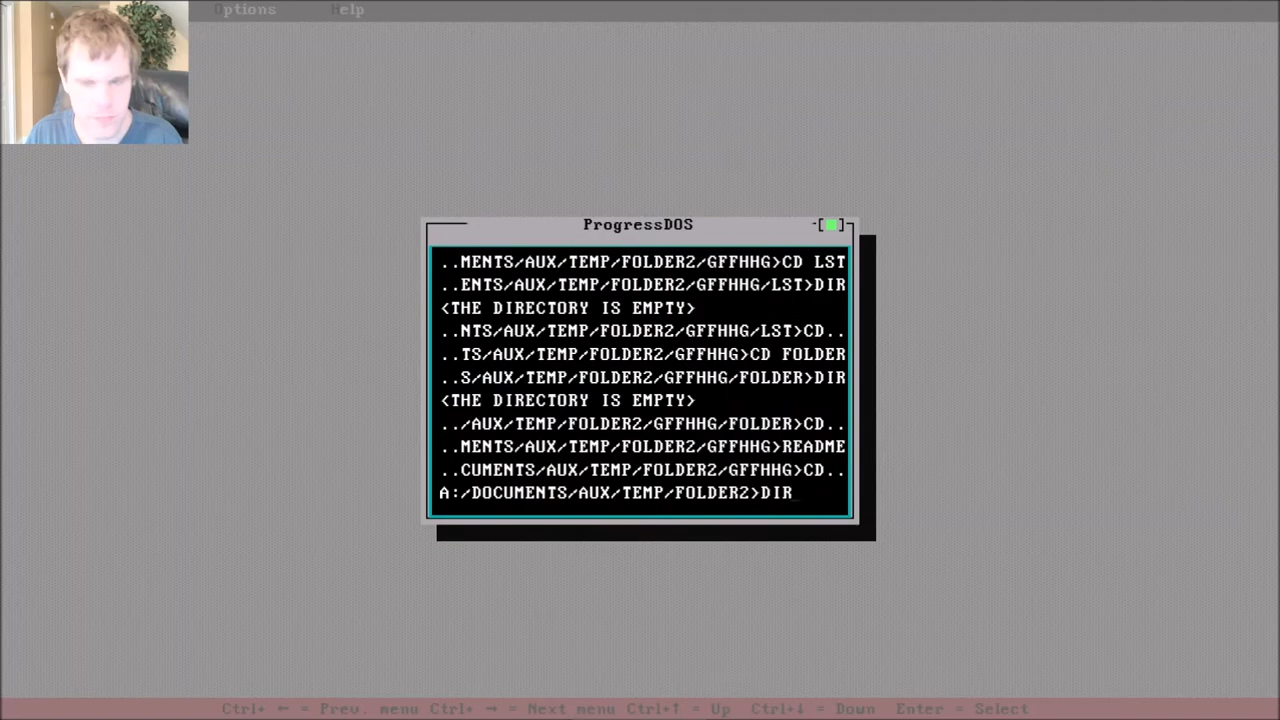 Options Help
ProgressDOS
..MENTS/AUX/TEMP/FOLDER2/GFFHHG>CD LST
..ENTS/AUX/TEMP/FOLDER2/GFFHHG/LST>DIR
<THE DIRECTORY IS EMPTY>
..NTS/AUX/TEMP/FOLDER2/GFFHHG/LST>CD..
..TS/AUX/TEMP/FOLDER2/GFFHHG>CD FOLDER
..S/AUX/TEMP/FOLDER2/GFFHHG/FOLDER>DIR
<THE DIRECTORY IS EMPTY>
../AUX/TEMP/FOLDER2/GFFHHG/FOLDER>CD..
..MENTS/AUX/TEMP/FOLDER2/GFFHHG>README
..CUMENTS/AUX/TEMP/FOLDER2/GFFHHG>CD..
A:/DOCUMENTS/AUX/TEMP/FOLDER2>DIR_
Ctrl+ ← = Prev. menu Ctrl+ → = Next menu Ctrl+↑ = Up Ctrl+↓ = Down Enter = Select